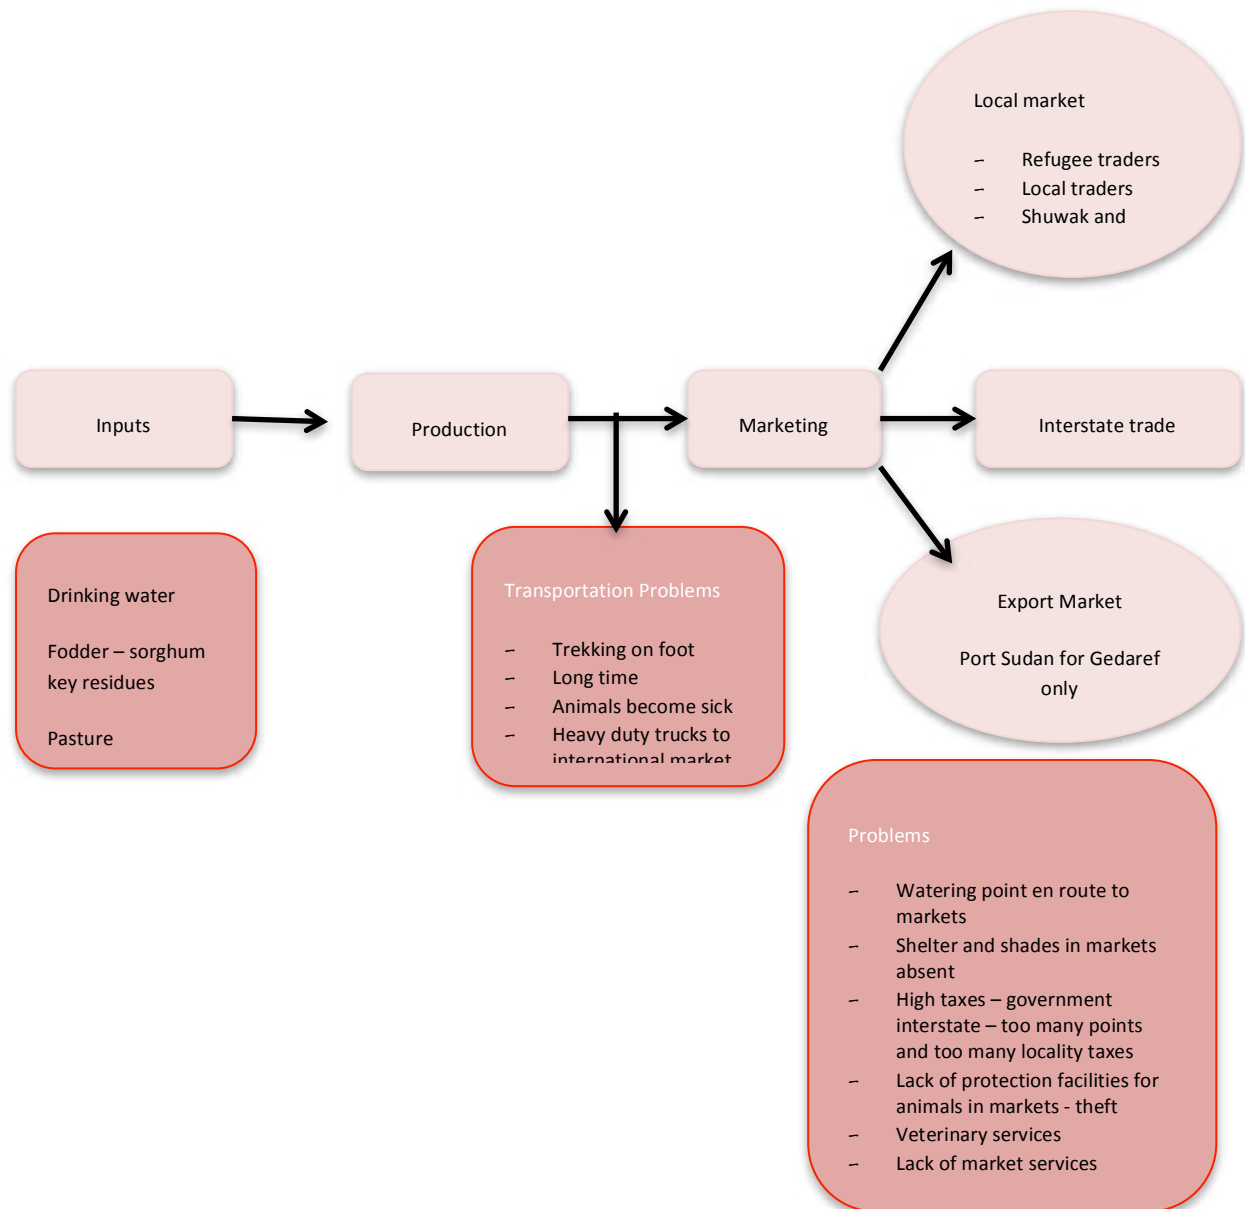 Local market
– Refugee traders
– Local traders
– Shuwak and
Inputs
Production
Marketing
Interstate trade
Drinking water
Fodder – sorghum
key residues
Pasture
Transportation Problems
– Trekking on foot
– Long time
– Animals become sick
– Heavy duty trucks to
international market
Export Market
Port Sudan for Gedaref
only
Problems
– Watering point en route to
markets
– Shelter and shades in markets
absent
– High taxes – government
interstate – too many points
and too many locality taxes
– Lack of protection facilities for
animals in markets - theft
– Veterinary services
– Lack of market services